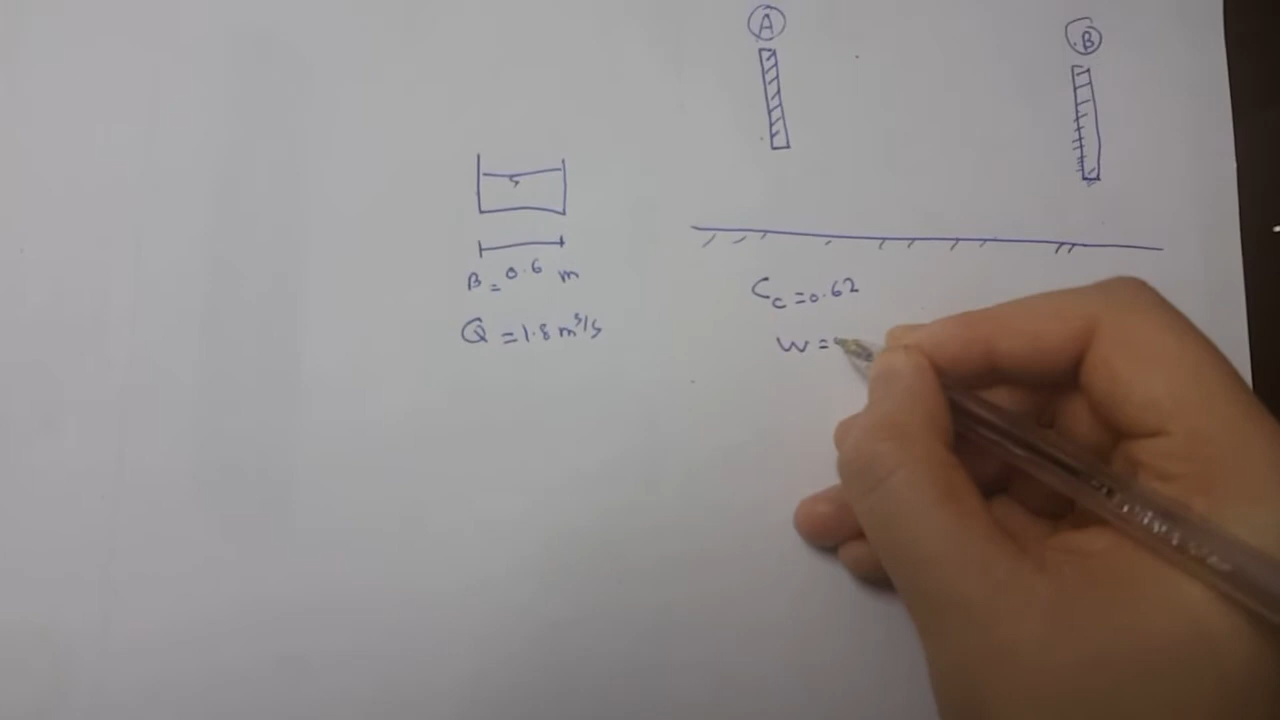 A
B
B = 0.6 m
Q = 1.8 m³/s
Cc = 0.62
W =